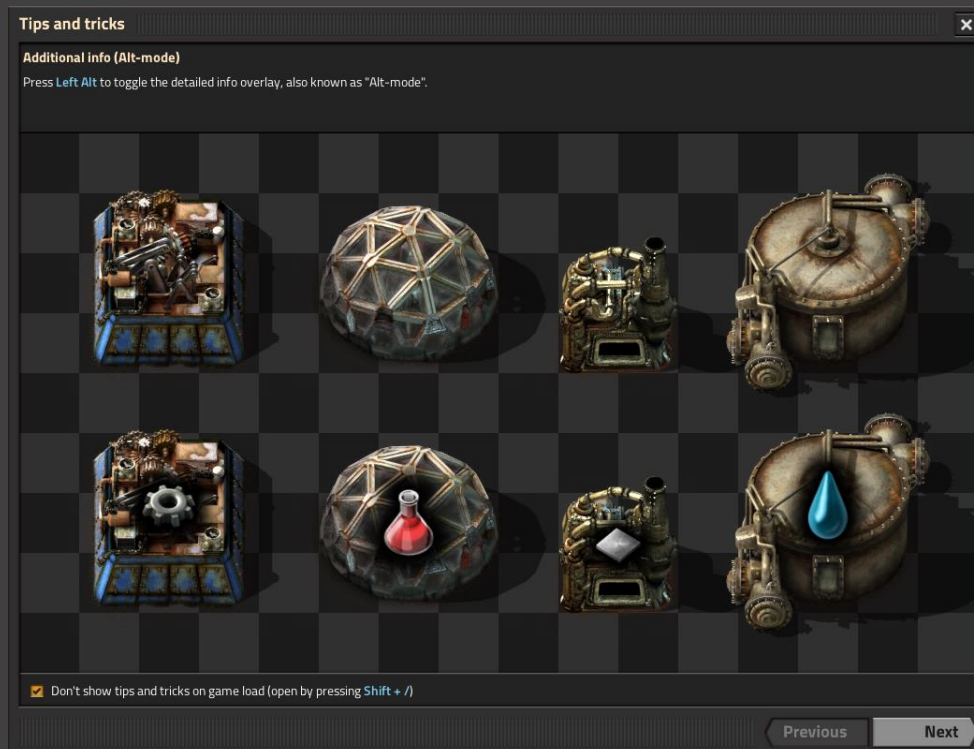 Tips and tricks
Additional info (Alt-mode)
Press Left Alt to toggle the detailed info overlay, also known as "Alt-mode".
Don't show tips and tricks on game load (open by pressing Shift + /)
Previous
Next